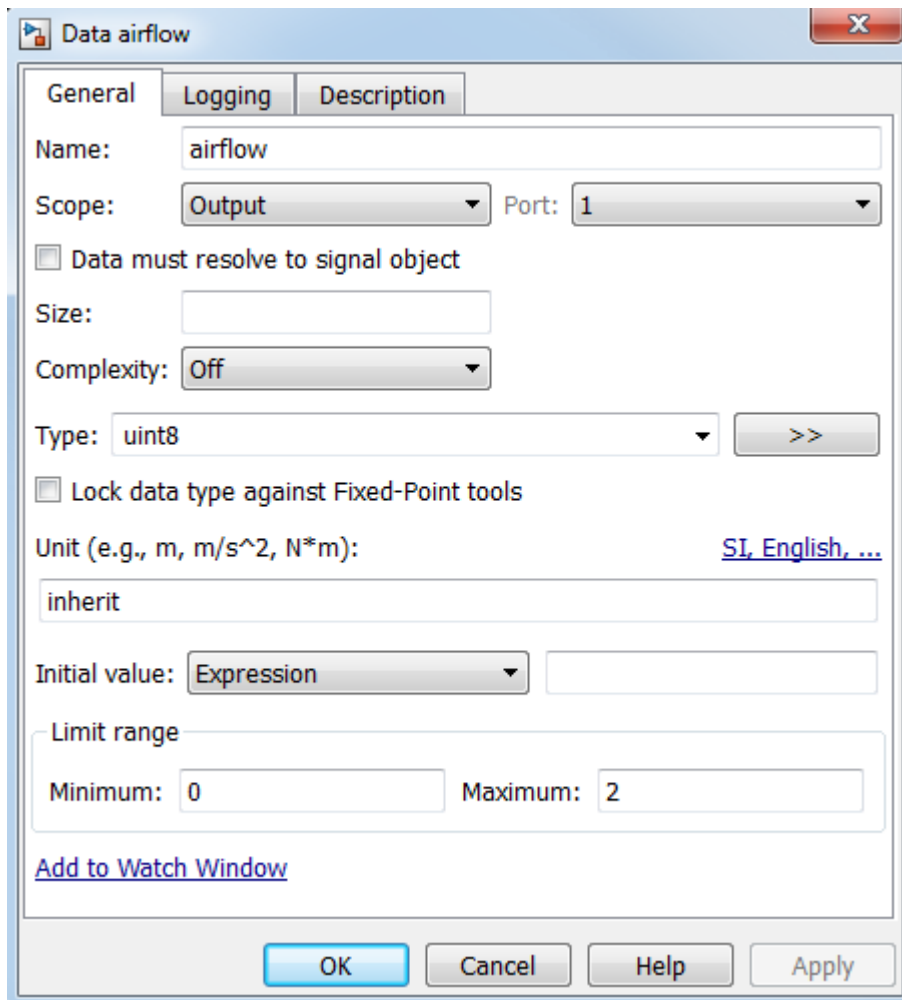 Data airflow
General Logging Description
Name: airflow
Scope: Output Port: 1
Data must resolve to signal object
Size:
Complexity: Off
Type: uint8 >>
Lock data type against Fixed-Point tools
Unit (e.g., m, m/s^2, N*m): SI, English, ...
inherit
Initial value: Expression
Limit range
Minimum: 0 Maximum: 2
Add to Watch Window
OK Cancel Help Apply